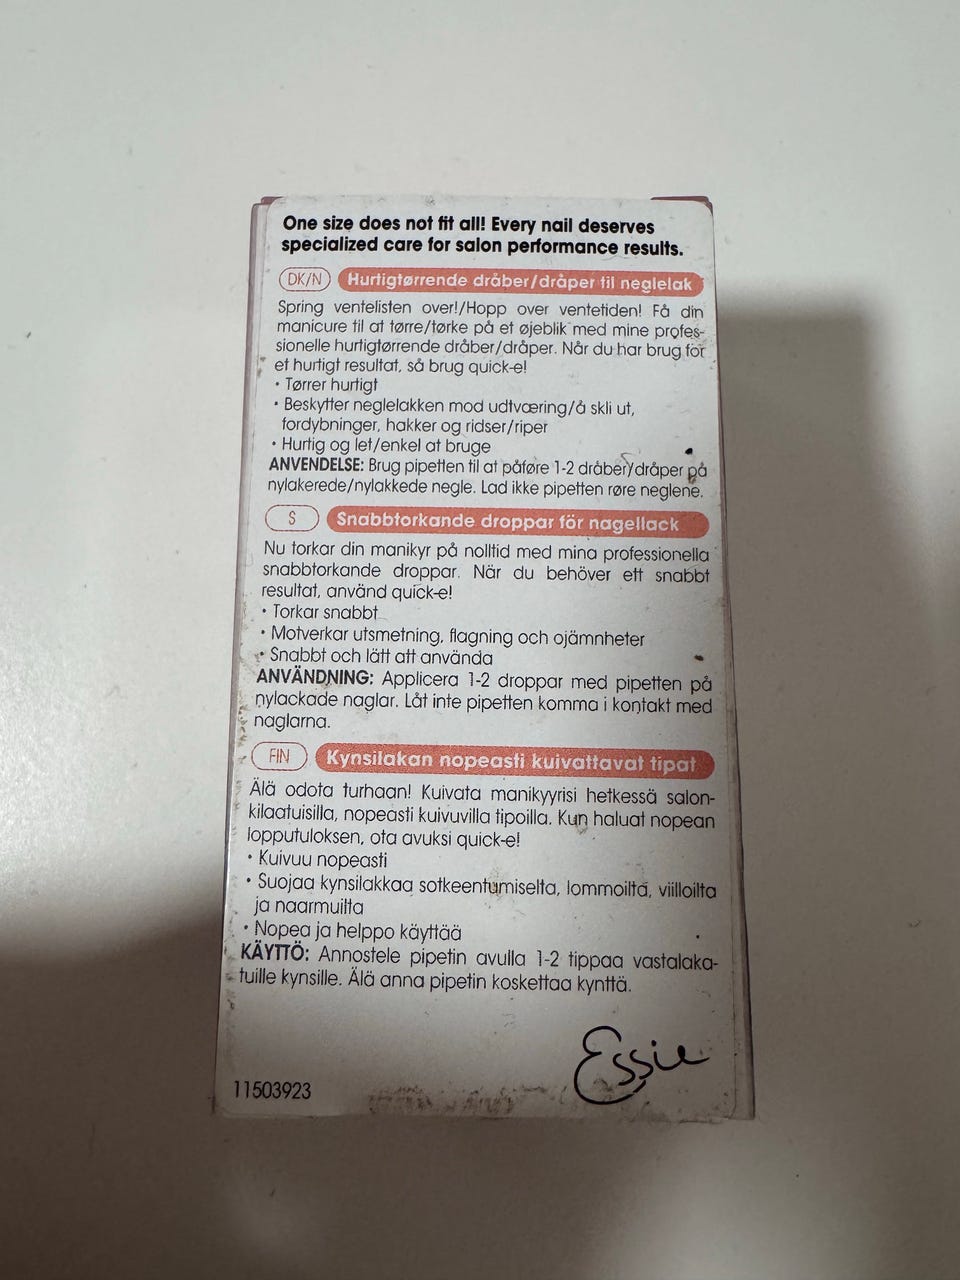 One size does not fit all! Every nail deserves
specialized care for salon performance results.
DK/N Hurtigtørrende dråber/dråper til neglelak
Spring ventelisten over!/Hopp over ventetiden! Få din
manicure til at tørre/tørke på et øjeblik med mine profes-
sionelle hurtigtørrende dråber/dråper. Når du har brug for
et hurtigt resultat, så brug quick-e!
• Tørrer hurtigt
• Beskytter neglelakken mod udtværing/å skli ut,
fordybninger, hakker og ridser/riper
• Hurtig og let/enkel at bruge
ANVENDELSE: Brug pipetten til at påføre 1-2 dråber/dråper på
nylakerede/nylakkede negle. Lad ikke pipetten røre neglene.
S Snabbtorkande droppar för nagellack
Nu torkar din manikyr på nolltid med mina professionella
snabbtorkande droppar. När du behöver ett snabbt
resultat, använd quick-e!
• Torkar snabbt
• Motverkar utsmetning, flagning och ojämnheter
• Snabbt och lätt att använda
ANVÄNDNING: Applicera 1-2 droppar med pipetten på
nylackade naglar. Låt inte pipetten komma i kontakt med
naglarna.
FIN Kynsilakan nopeasti kuivattavat tipat
Älä odota turhaan! Kuivata manikyyrisi hetkessä salon-
kilaatuisilla, nopeasti kuivuvilla tipoilla. Kun haluat nopean
lopputuloksen, ota avuksi quick-e!
• Kuivuu nopeasti
• Suojaa kynsilakkaa sotkeentumiselta, lommoilta, viilloilta
ja naarmuilta
• Nopea ja helppo käyttää
KÄYTTÖ: Annostele pipetin avulla 1-2 tippaa vastalaka-
tuille kynsille. Älä anna pipetin koskettaa kynttä.
Essie
11503923